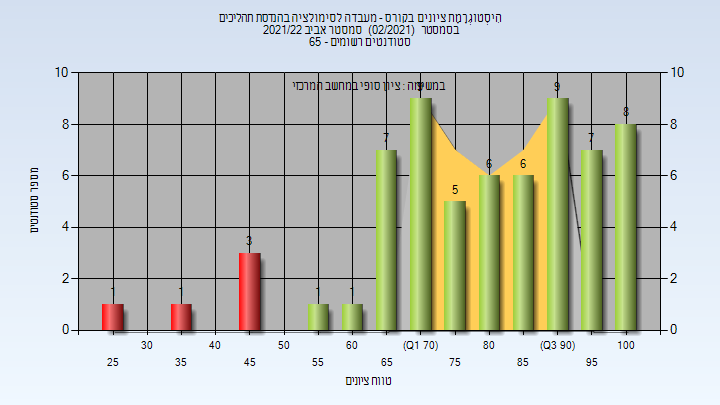 היסטוגרמת ציונים בקורס - מעבדה לסימולציה בהנדסת תהליכים
בסמסטר (02/2021) סמסטר אביב 2021/22
סטודנטים רשומים - 65
במשימה : ציון סופי במחשב המרכזי
מספר סטודנטים
10 10
8 8
6 6
4 4
2 2
0 0
1 1 3 1 1 7 9 5 6 6 9 7 8
30 40 50 60 (Q1 70) 80 (Q3 90) 100
25 35 45 55 65 75 85 95
טווח ציונים